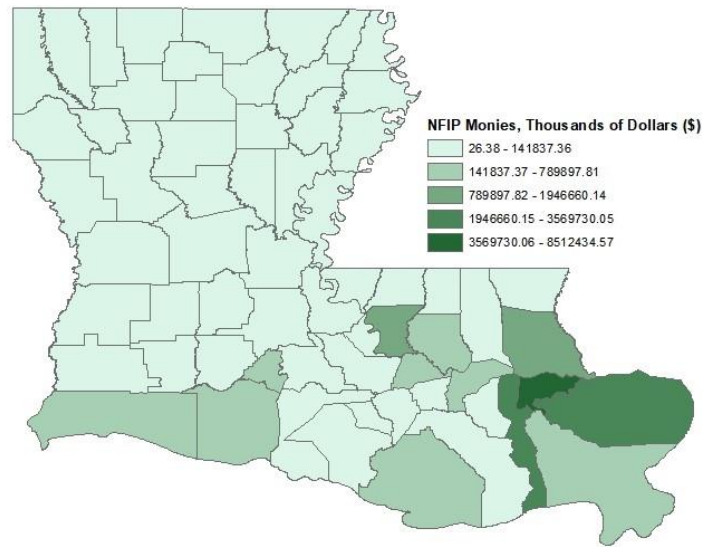 NFIP Monies, Thousands of Dollars ($)
26.38 - 141837.36
141837.37 - 789897.81
789897.82 - 1946660.14
1946660.15 - 3569730.05
3569730.06 - 8512434.57